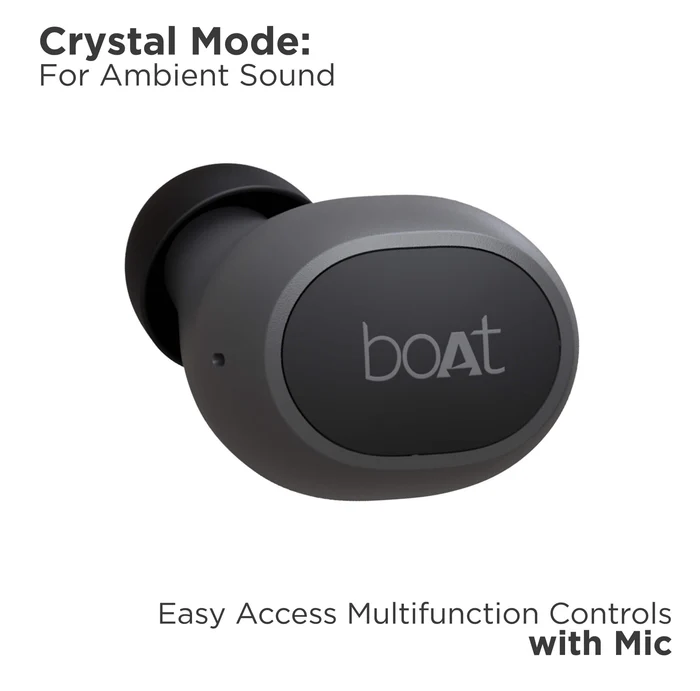 Crystal Mode:
For Ambient Sound
boAt
Easy Access Multifunction Controls
with Mic